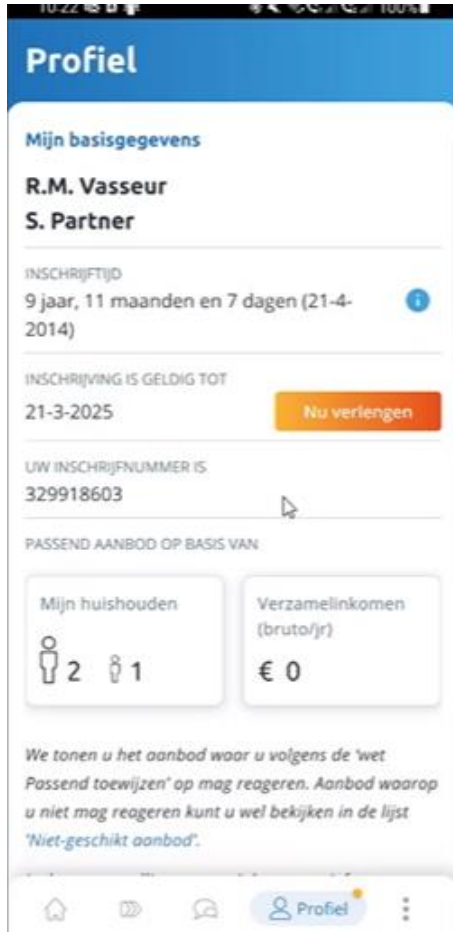 10:22
100%
Profiel
Mijn basisgegevens
R.M. Vasseur
S. Partner
INSCHRIJFTIJD
9 jaar, 11 maanden en 7 dagen (21-4-
2014)
INSCHRIJVING IS GELDIG TOT
21-3-2025
Nu verlengen
UW INSCHRIJFNUMMER IS
329918603
PASSEND AANBOD OP BASIS VAN
Mijn huishouden
2 1
Verzamelinkomen
(bruto/jr)
€ 0
We tonen u het aanbod waar u volgens de 'wet
Passend toewijzen' op mag reageren. Aanbod waarop
u niet mag reageren kunt u wel bekijken in de lijst
'Niet-geschikt aanbod'.
Profiel